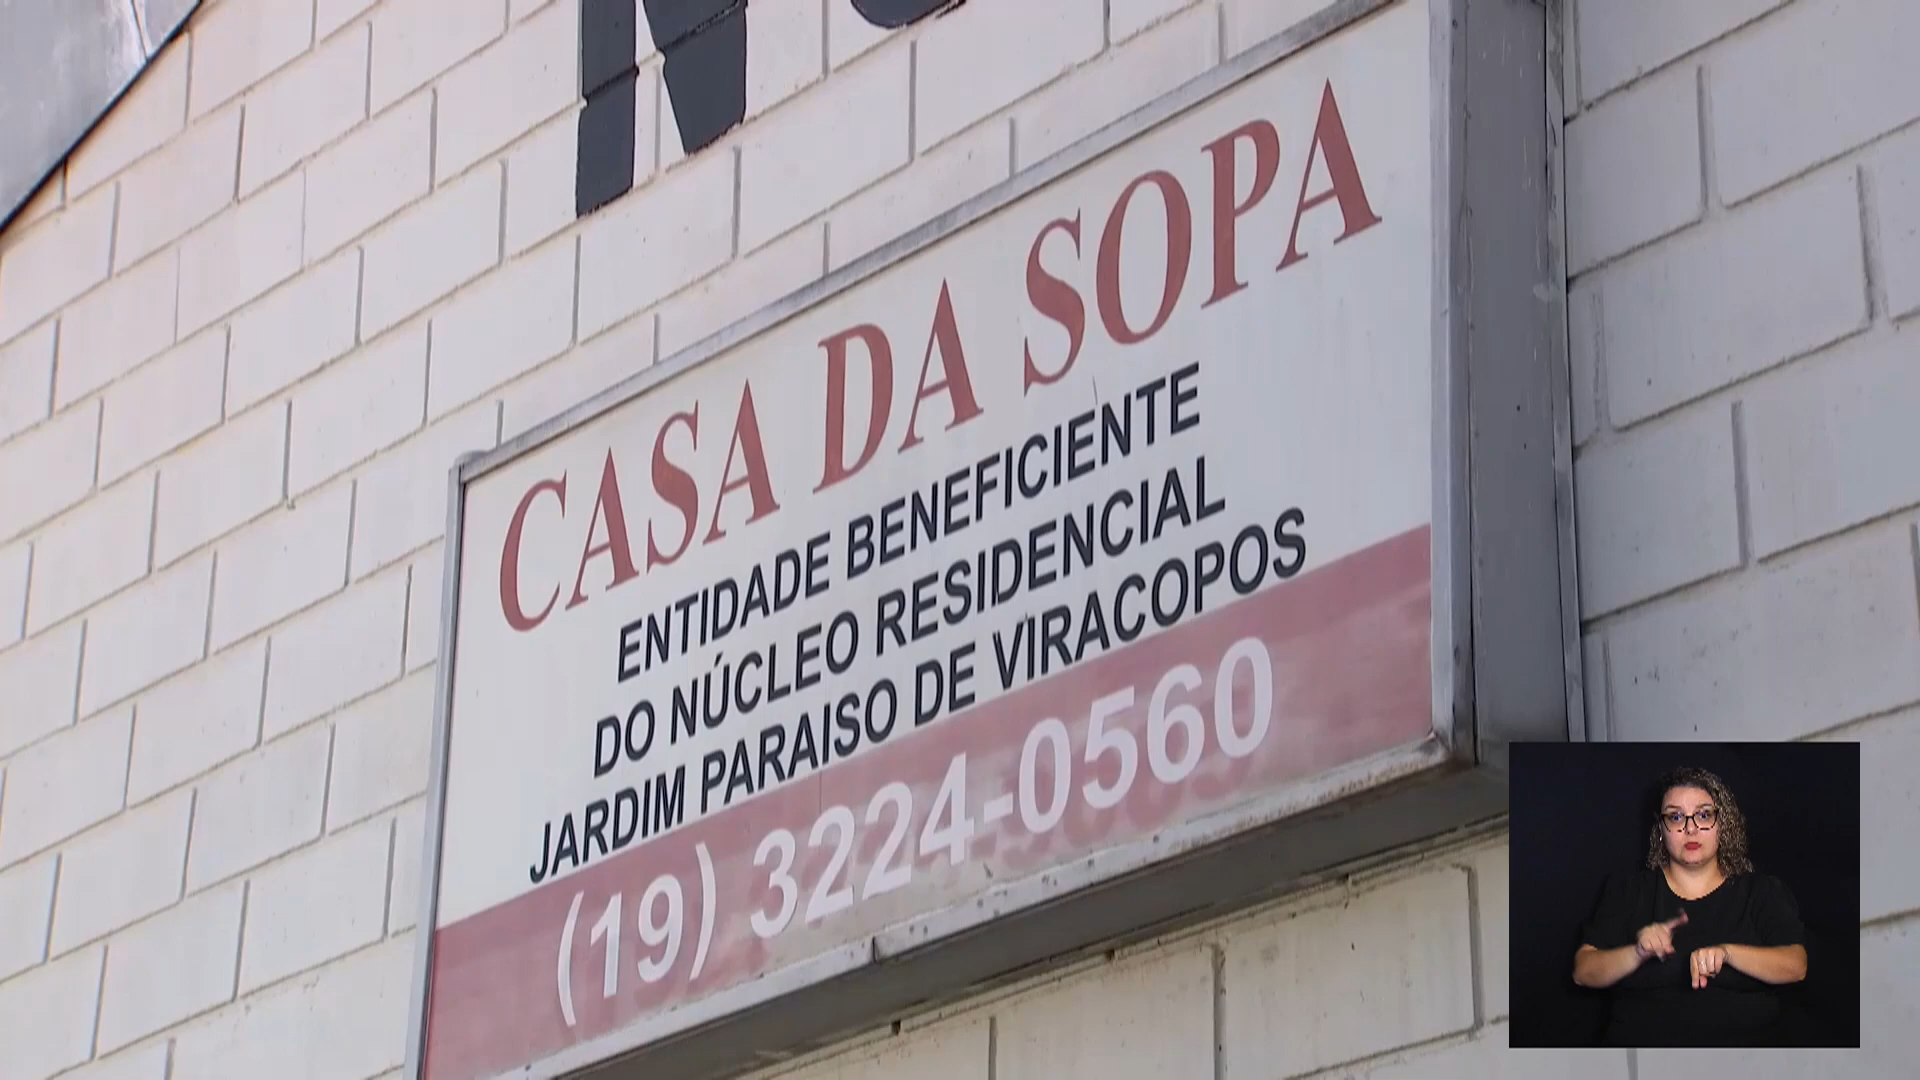 CASA DA SOPA
ENTIDADE BENEFICIENTE
DO NÚCLEO RESIDENCIAL
JARDIM PARAISO DE VIRACOPOS
(19) 3224-0560